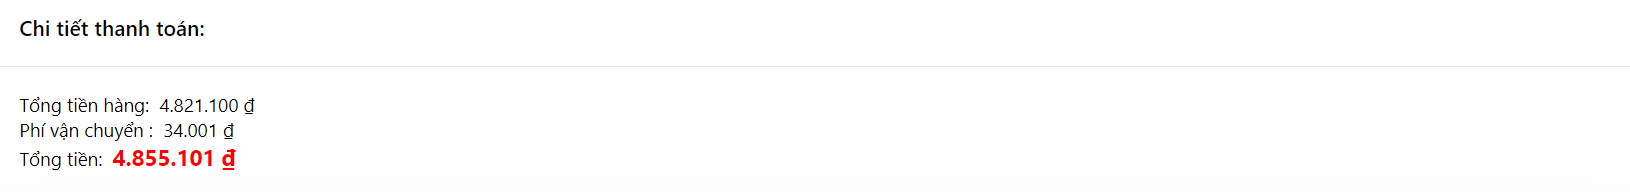 Chi tiết thanh toán:
Tổng tiền hàng: 4.821.100 ₫
Phí vận chuyển : 34.001 ₫
Tổng tiền: 4.855.101 ₫